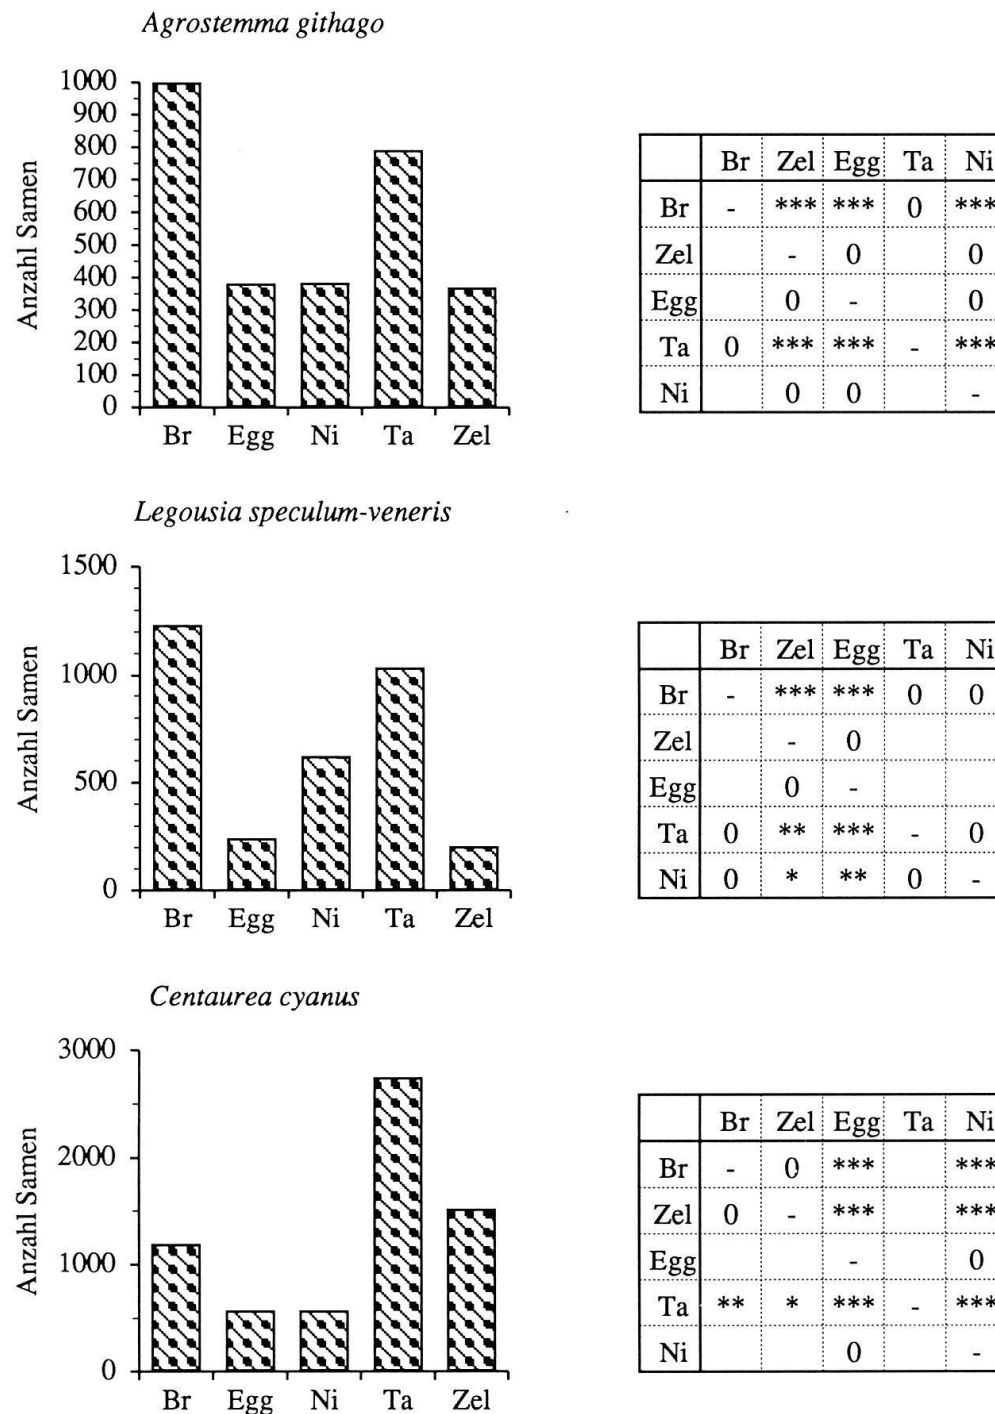 Agrostemma githago
Anzahl Samen
1000
900
800
700
600
500
400
300
200
100
0
Br Egg Ni Ta Zel
Br Zel Egg Ta Ni
Br - *** *** 0 ***
Zel - 0 0
Egg 0 - 0
Ta 0 *** *** - ***
Ni 0 0 -
Legousia speculum-veneris
Anzahl Samen
1500
1000
500
0
Br Egg Ni Ta Zel
Br Zel Egg Ta Ni
Br - *** *** 0 0
Zel - 0
Egg 0 -
Ta 0 ** *** - 0
Ni 0 * ** 0 -
Centaurea cyanus
Anzahl Samen
3000
2000
1000
0
Br Egg Ni Ta Zel
Br Zel Egg Ta Ni
Br - 0 *** ***
Zel 0 - *** ***
Egg - 0
Ta ** * *** - ***
Ni 0 -